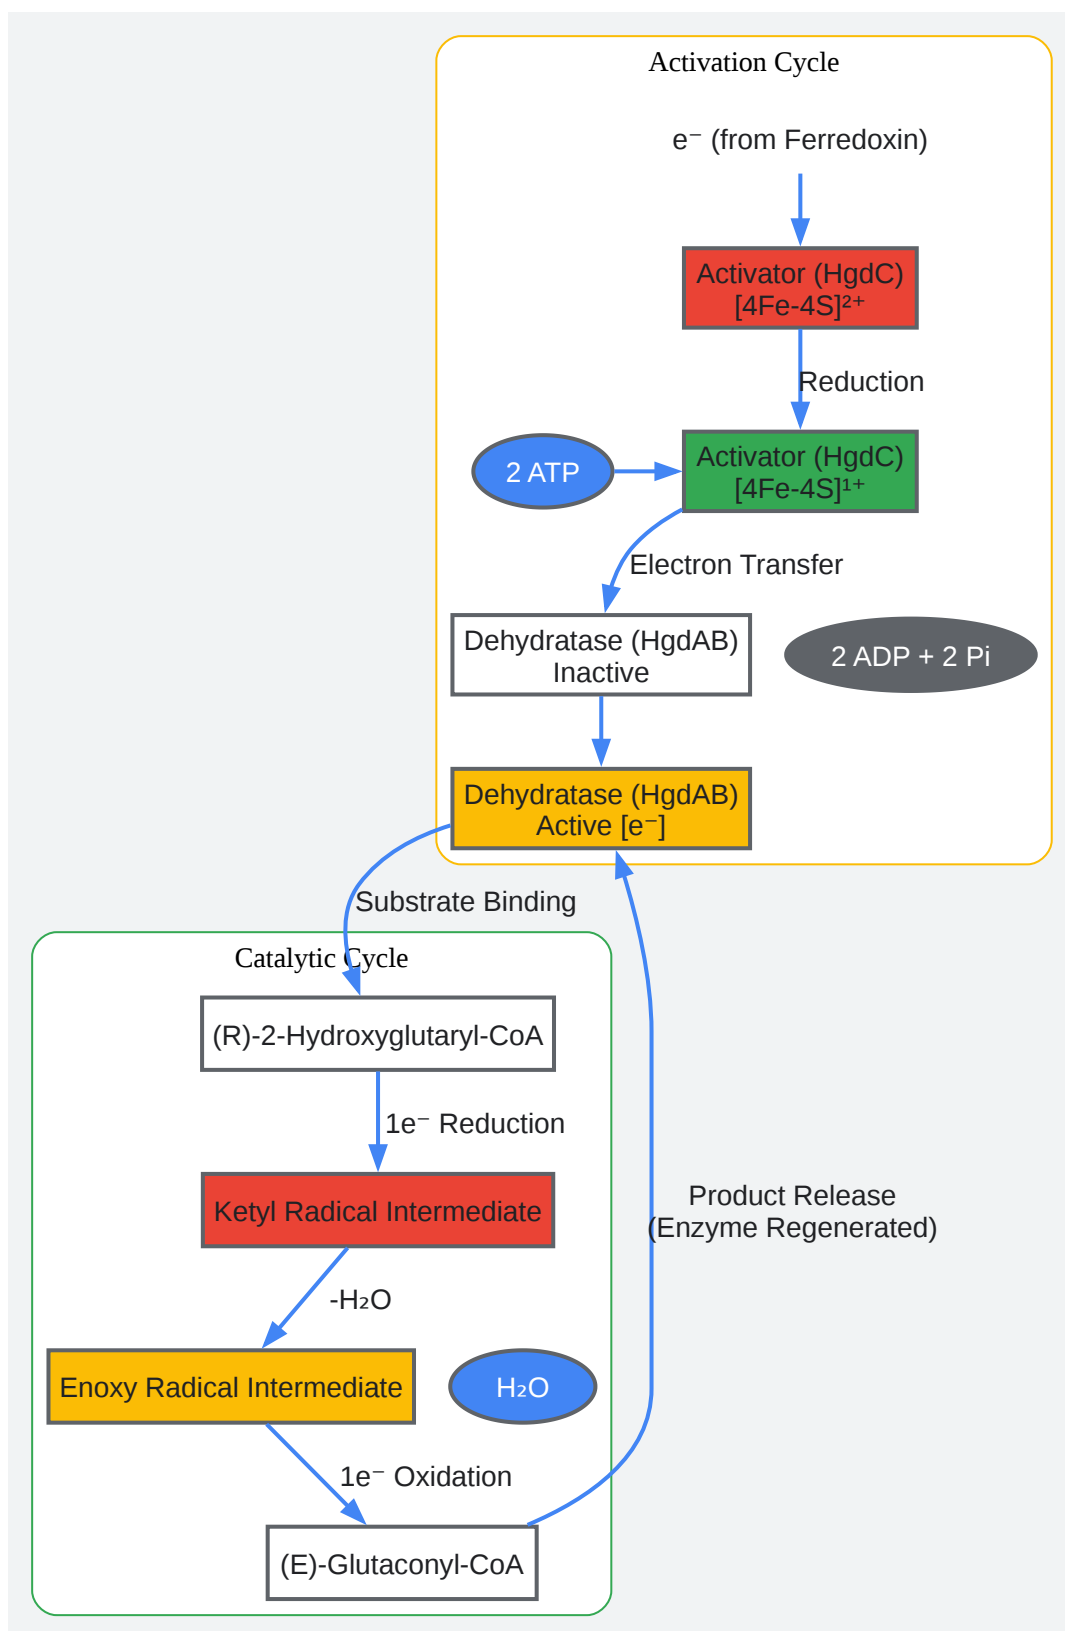 Activation Cycle
e⁻ (from Ferredoxin)
Activator (HgdC)
[4Fe-4S]²⁺
Reduction
2 ATP
Activator (HgdC)
[4Fe-4S]¹⁺
Electron Transfer
Dehydratase (HgdAB)
Inactive
2 ADP + 2 Pi
Dehydratase (HgdAB)
Active [e⁻]
Substrate Binding
Catalytic Cycle
(R)-2-Hydroxyglutaryl-CoA
1e⁻ Reduction
Ketyl Radical Intermediate
Product Release
(Enzyme Regenerated)
-H₂O
Enoxy Radical Intermediate
H₂O
1e⁻ Oxidation
(E)-Glutaconyl-CoA